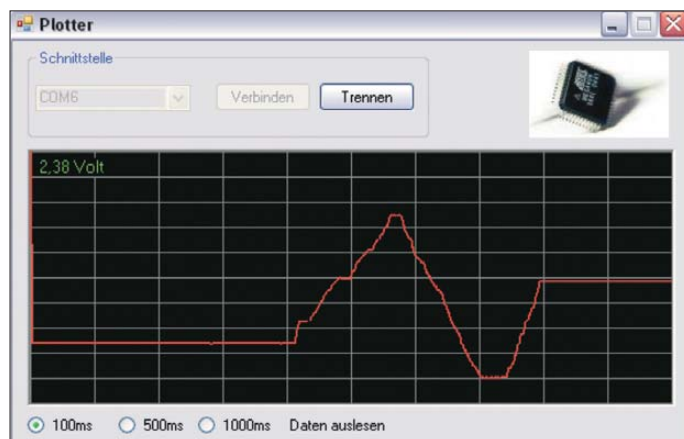 Plotter
Schnittstelle
COM6
Verbinden
Trennen
2,38 Volt
100ms
500ms
1000ms
Daten auslesen